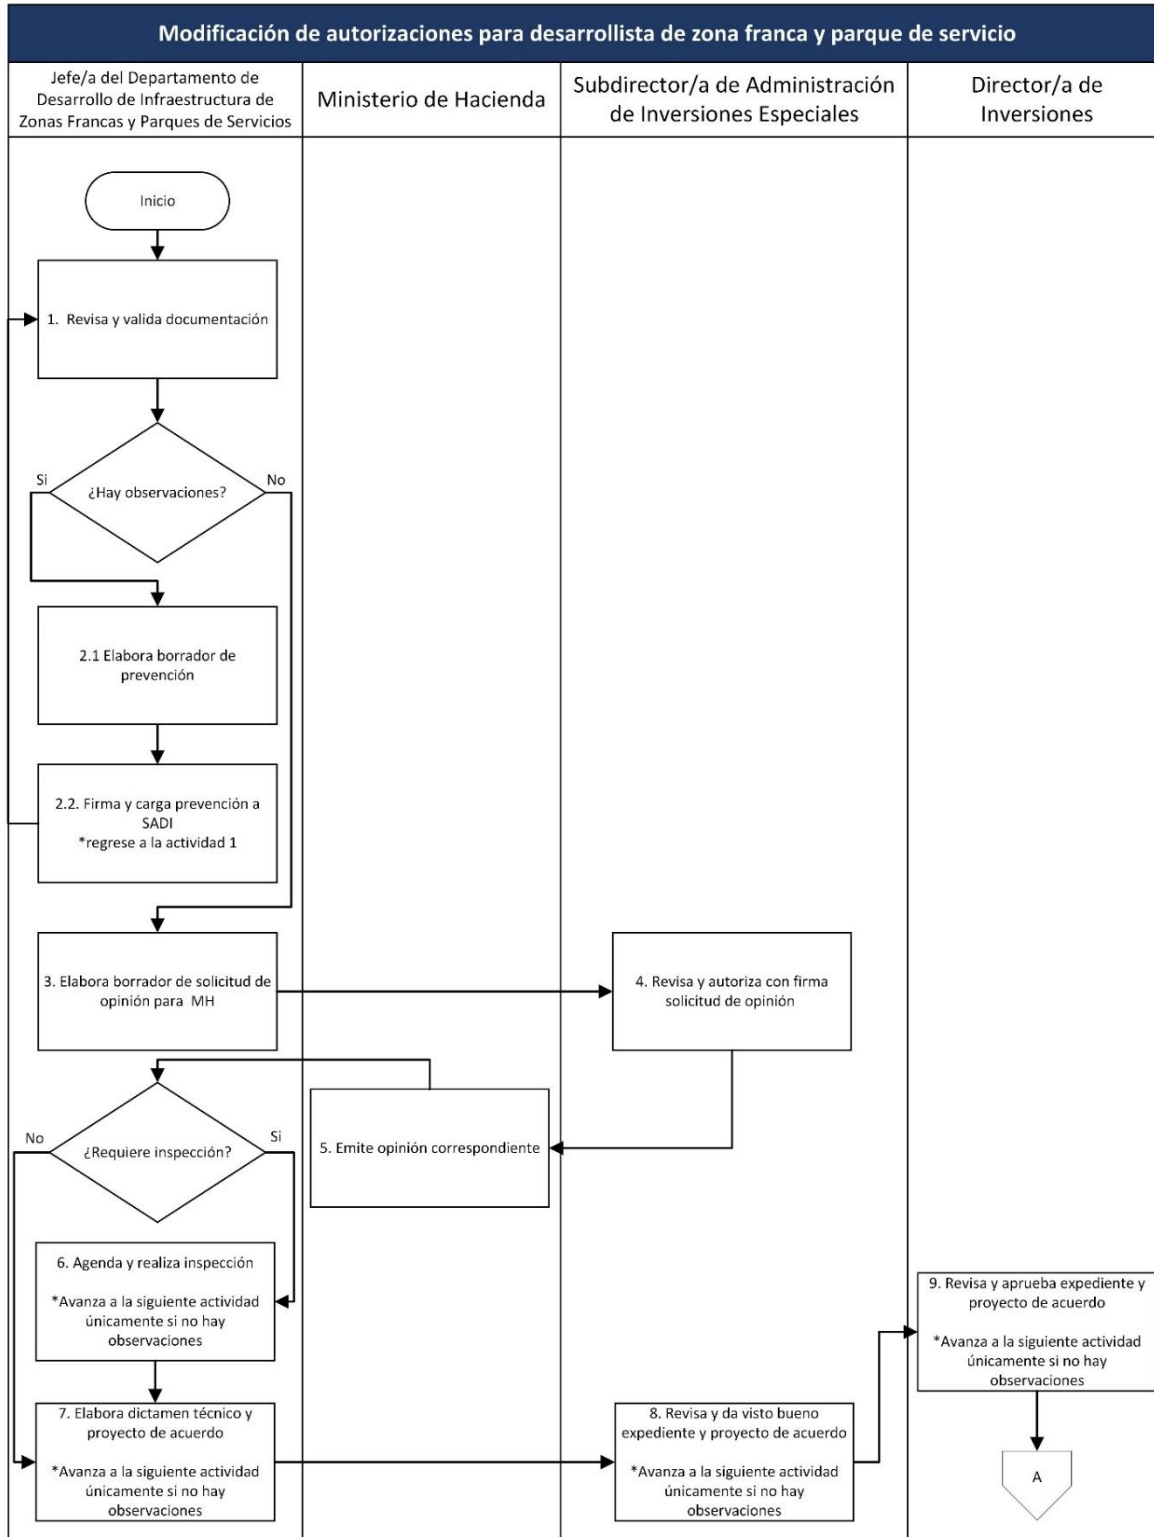 Modificación de autorizaciones para desarrollista de zona franca y parque de servicio
Jefe/a del Departamento de
Desarrollo de Infraestructura de
Zonas Francas y Parques de Servicios
Ministerio de Hacienda
Subdirector/a de Administración
de Inversiones Especiales
Director/a de
Inversiones
Inicio
1. Revisa y valida documentación
Si
¿Hay observaciones?
No
2.1 Elabora borrador de
prevención
2.2. Firma y carga prevención a
SADI
*regrese a la actividad 1
3. Elabora borrador de solicitud de
opinión para MH
4. Revisa y autoriza con firma
solicitud de opinión
5. Emite opinión correspondiente
No
¿Requiere inspección?
Si
6. Agenda y realiza inspección
*Avanza a la siguiente actividad
únicamente si no hay
observaciones
7. Elabora dictamen técnico y
proyecto de acuerdo
*Avanza a la siguiente actividad
únicamente si no hay
observaciones
8. Revisa y da visto bueno
expediente y proyecto de acuerdo
*Avanza a la siguiente actividad
únicamente si no hay
observaciones
9. Revisa y aprueba expediente y
proyecto de acuerdo
*Avanza a la siguiente actividad
únicamente si no hay
observaciones
A